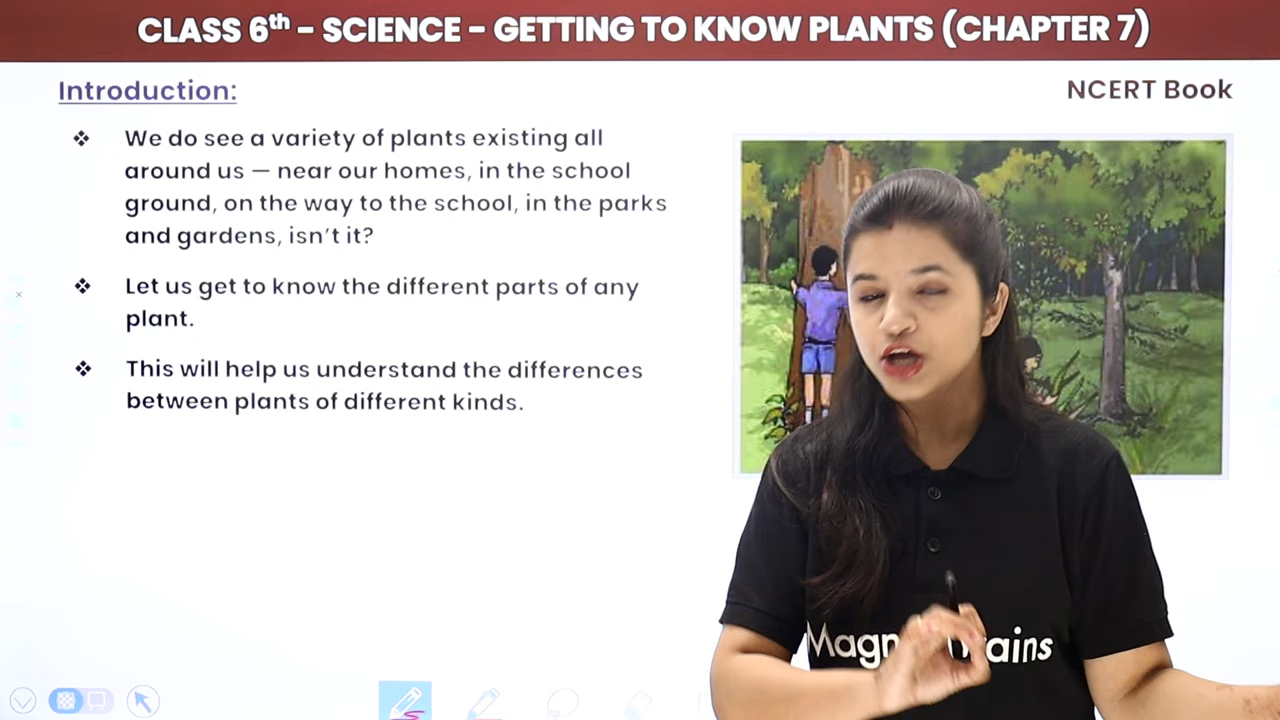 CLASS 6th – SCIENCE – GETTING TO KNOW PLANTS (CHAPTER 7)
Introduction:
NCERT Book
❖ We do see a variety of plants existing all
around us — near our homes, in the school
ground, on the way to the school, in the parks
and gardens, isn't it?
❖ Let us get to know the different parts of any
plant.
❖ This will help us understand the differences
between plants of different kinds.